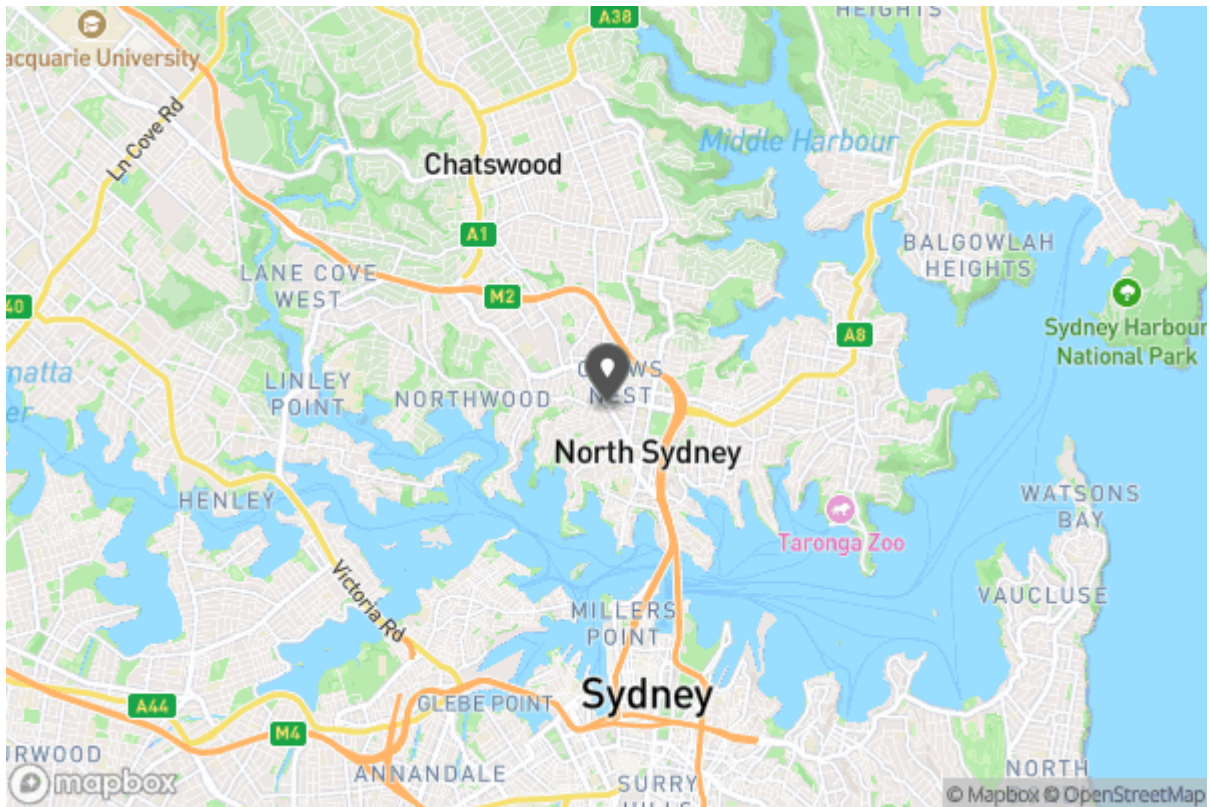 HEIGHTS
A38
acquarie University
Ln Cove Rd
Middle Harbour
Chatswood
A1
BALGOWLAH
HEIGHTS
LANE COVE
WEST
M2
40
A8
Sydney Harbour
National Park
matta
LINLEY
POINT
NORTHWOOD
NEST
North Sydney
HENLEY
WATSONS
BAY
Taronga Zoo
Victoria Rd
MILLERS
POINT
VAUCLUSE
Sydney
A44
GLEBE POINT
M4
URWOOD
ANNANDALE
SURRY
NORTH
mapbox
© Mapbox © OpenStreetMap